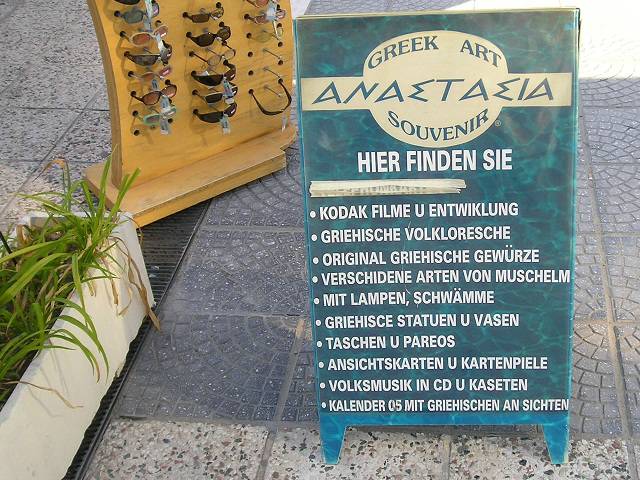 GREEK ART
ΑΝΑΣΤΑΣΙΑ
SOUVENIR ®
HIER FINDEN SIE
• KODAK FILME U ENTWIKLUNG
• GRIEHISCHE VOLKLORESCHE
• ORIGINAL GRIEHISCHE GEWÜRZE
• VERSCHIDENE ARTEN VON MUSCHELM
• MIT LAMPEN, SCHWÄMME
• GRIEHISCE STATUEN U VASEN
• TASCHEN U PAREOS
• ANSICHTSKARTEN U KARTENPIELE
• VOLKSMUSIK IN CD U KASETEN
• KALENDER 05 MIT GRIEHISCHEN AN SICHTEN